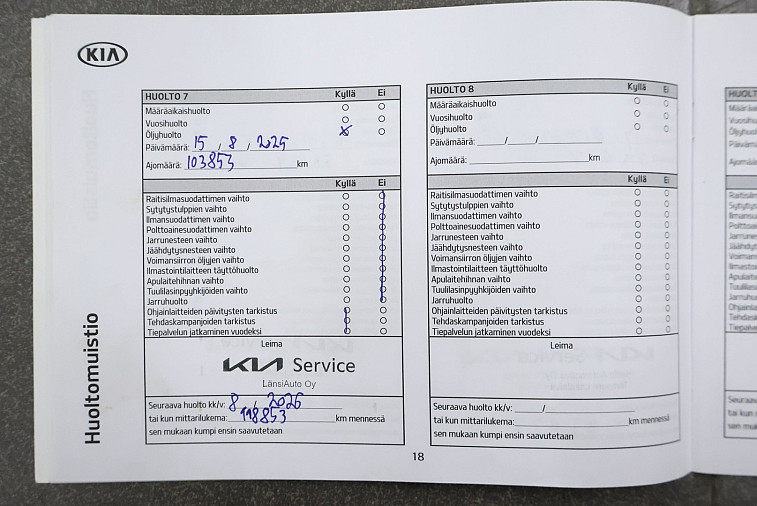 KIA
Huoltomuistio
HUOLTO 7 Kyllä Ei
Määräaikaishuolto
Vuosihuolto
Öljyhuolto
Päivämäärä: 15 / 8 / 2025
Ajomäärä: 103853 km
Kyllä Ei
Raitisilmasuodattimen vaihto
Sytytystulppien vaihto
Ilmansuodattimen vaihto
Polttoainesuodattimen vaihto
Jarrunesteen vaihto
Jäähdytysnesteen vaihto
Voimansiirron öljyjen vaihto
Ilmastointilaitteen täyttöhuolto
Apulaitehihnan vaihto
Tuulilasinpyyhkijöiden vaihto
Jarruhuolto
Ohjainlaitteiden päivitysten tarkistus
Tehdaskampanjoiden tarkistus
Tiepalvelun jatkaminen vuodeksi
Leima
KIA Service
LänsiAuto Oy
Seuraava huolto kk/v: 8 / 2026
tai kun mittarilukema: 118853 km mennessä
sen mukaan kumpi ensin saavutetaan
HUOLTO 8 Kyllä Ei
Määräaikaishuolto
Vuosihuolto
Öljyhuolto
Päivämäärä: / /
Ajomäärä: km
Kyllä Ei
Raitisilmasuodattimen vaihto
Sytytystulppien vaihto
Ilmansuodattimen vaihto
Polttoainesuodattimen vaihto
Jarrunesteen vaihto
Jäähdytysnesteen vaihto
Voimansiirron öljyjen vaihto
Ilmastointilaitteen täyttöhuolto
Apulaitehihnan vaihto
Tuulilasinpyyhkijöiden vaihto
Jarruhuolto
Ohjainlaitteiden päivitysten tarkistus
Tehdaskampanjoiden tarkistus
Tiepalvelun jatkaminen vuodeksi
Leima
Seuraava huolto kk/v: /
tai kun mittarilukema: km mennessä
sen mukaan kumpi ensin saavutetaan
18